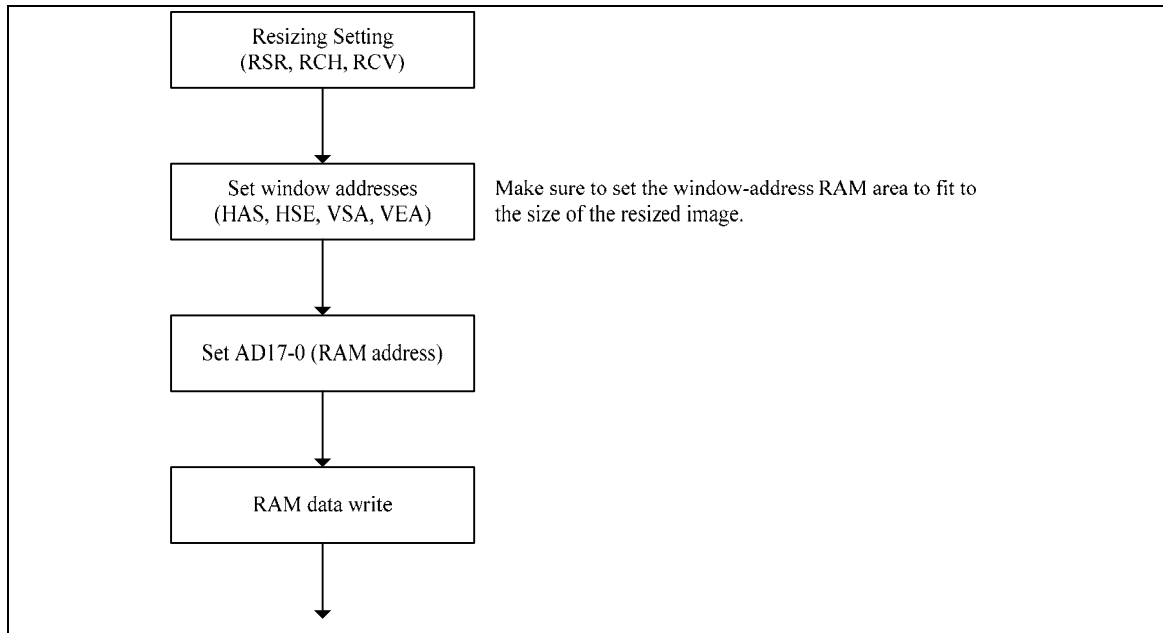 Resizing Setting
(RSR, RCH, RCV)
Set window addresses
(HAS, HSE, VSA, VEA)
Make sure to set the window-address RAM area to fit to
the size of the resized image.
Set AD17-0 (RAM address)
RAM data write